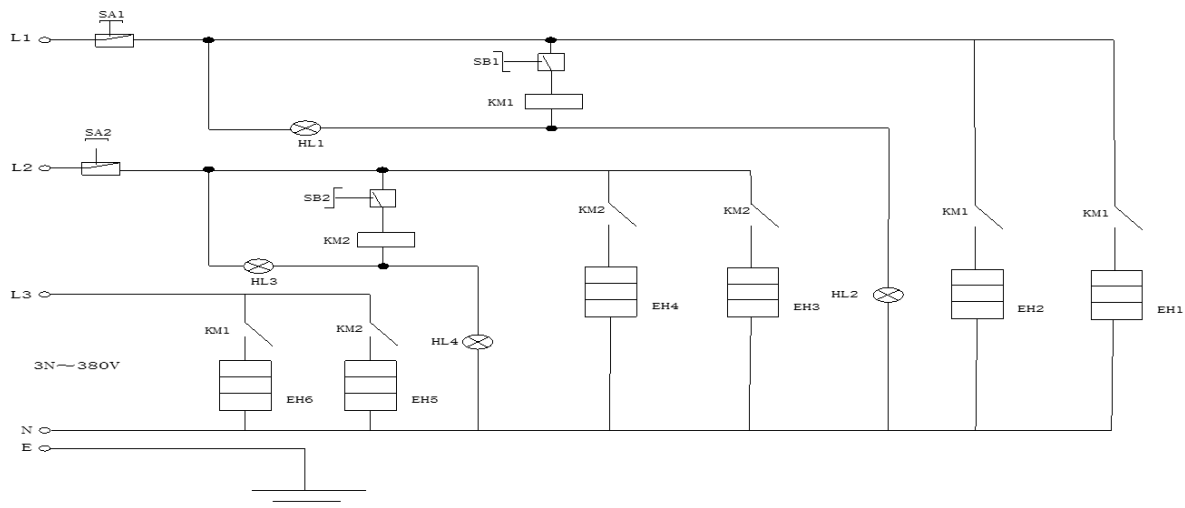 SA1
L1
SB1
KM1
HL1
SA2
L2
SB2
KM2
KM2
KM2
KM1
KM1
HL3
L3
HL2
EH4
EH3
EH2
EH1
KM1
KM2
HL4
3N～380V
EH6
EH5
N
E